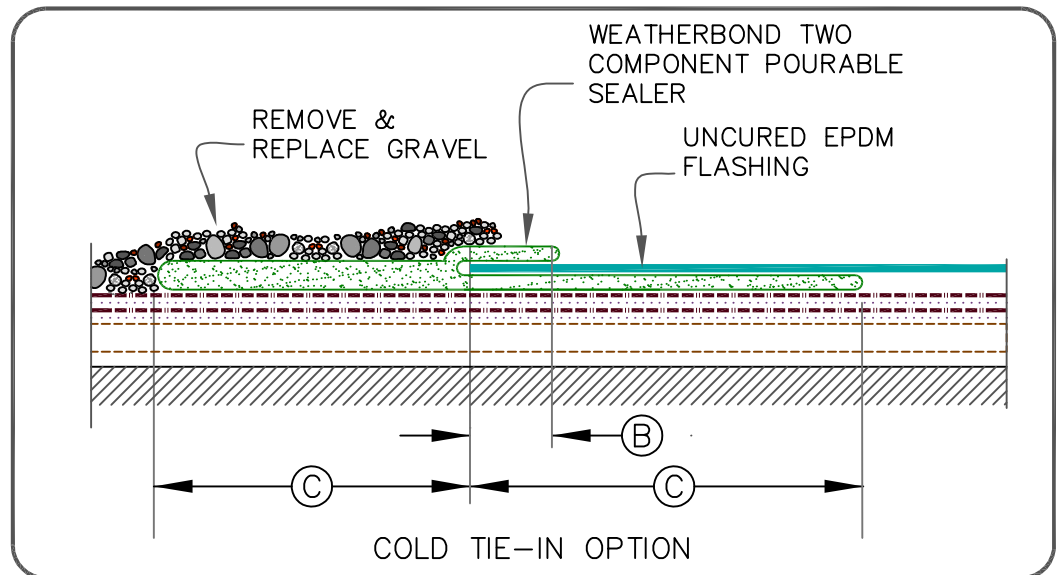 WEATHERBOND TWO
COMPONENT POURABLE
SEALER
REMOVE &
REPLACE GRAVEL
UNCURED EPDM
FLASHING
B
C
C
COLD TIE-IN OPTION